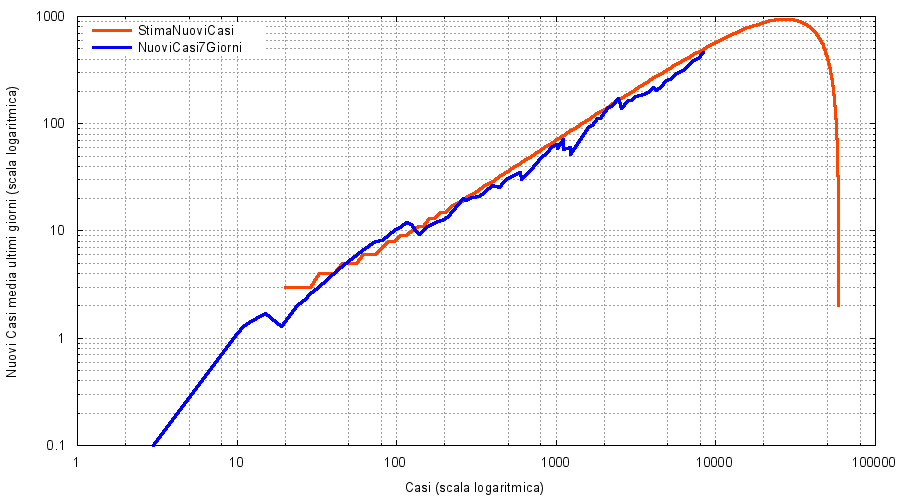 StimaNuoviCasi
NuoviCasi7Giorni
Nuovi Casi media ultimi giorni (scala logaritmica)
1000
100
10
1
0.1
1
10
100
1000
10000
100000
Casi (scala logaritmica)